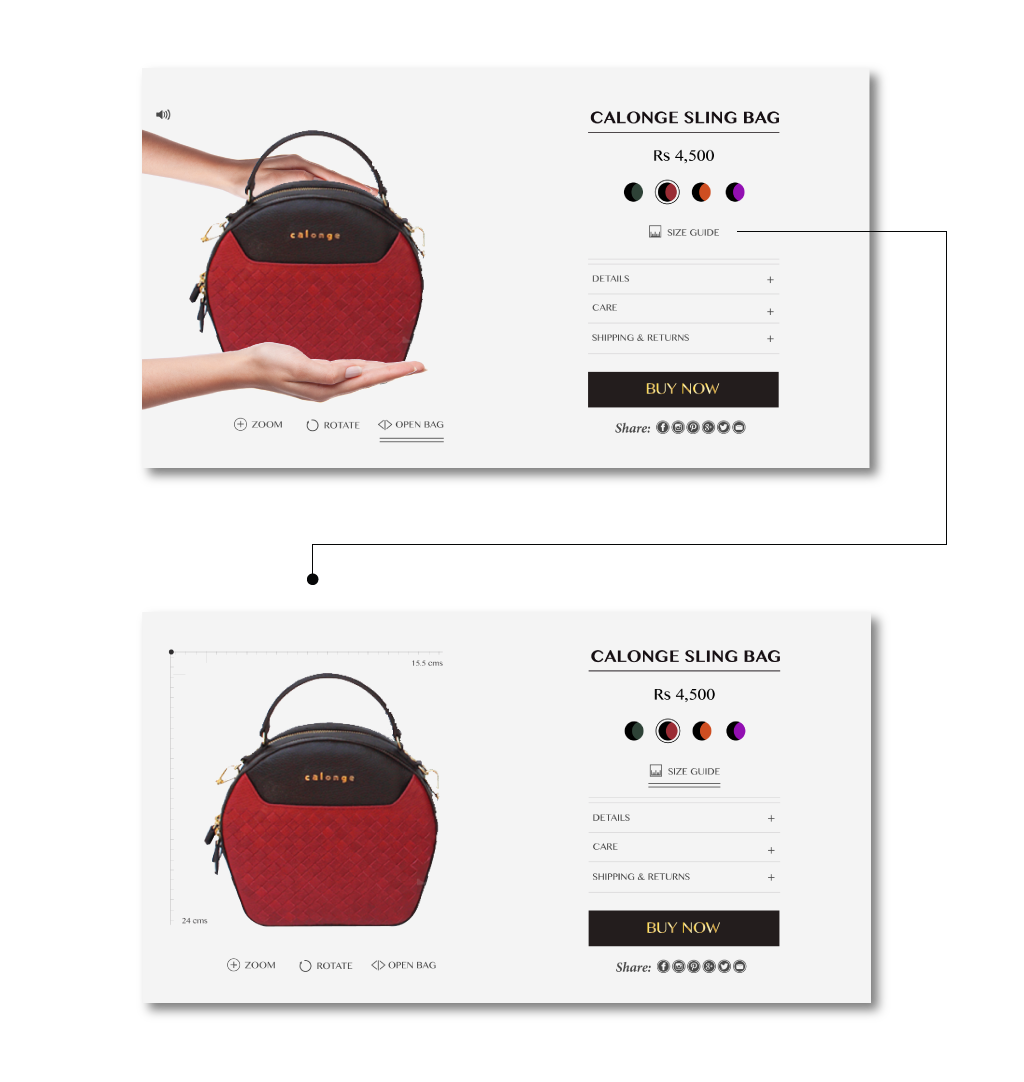 CALONGE SLING BAG
Rs 4,500
calonge
SIZE GUIDE
DETAILS +
CARE +
SHIPPING & RETURNS +
BUY NOW
ZOOM ROTATE OPEN BAG
Share:
CALONGE SLING BAG
15.5 cms
Rs 4,500
calonge
SIZE GUIDE
DETAILS +
CARE +
SHIPPING & RETURNS +
24 cms
BUY NOW
ZOOM ROTATE OPEN BAG
Share: